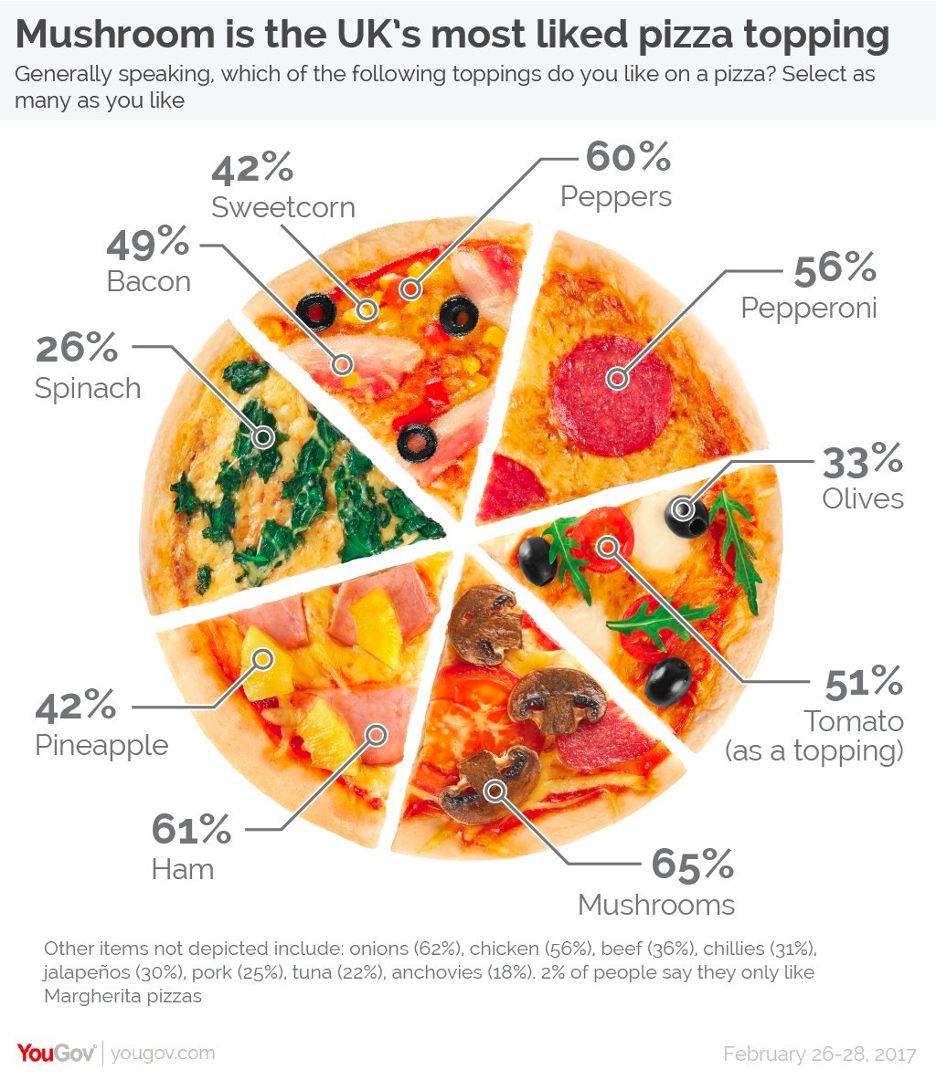 Mushroom is the UK's most liked pizza topping
Generally speaking, which of the following toppings do you like on a pizza? Select as
many as you like
60%
Peppers
42%
Sweetcorn
49%
Bacon
56%
Pepperoni
26%
Spinach
33%
Olives
42%
Pineapple
51%
Tomato
(as a topping)
61%
Ham
65%
Mushrooms
Other items not depicted include: onions (62%), chicken (56%), beef (36%), chillies (31%),
jalapeños (30%), pork (25%), tuna (22%), anchovies (18%). 2% of people say they only like
Margherita pizzas
YouGov | yougov.com
February 26-28, 2017